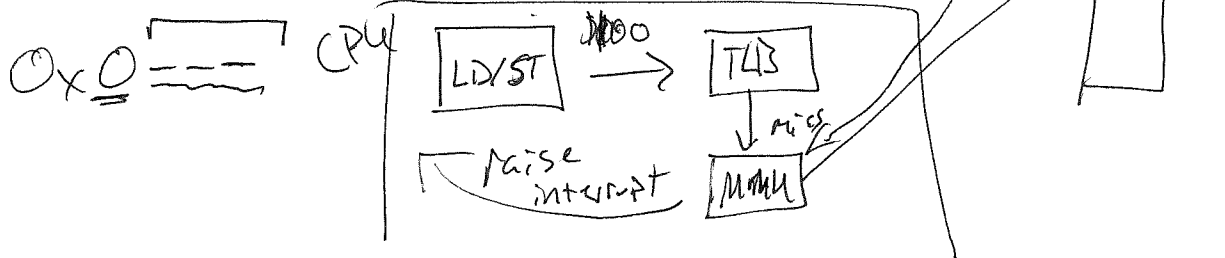 0x0
CPU
LD/ST
TLB
miss
MMU
raise
interrupt